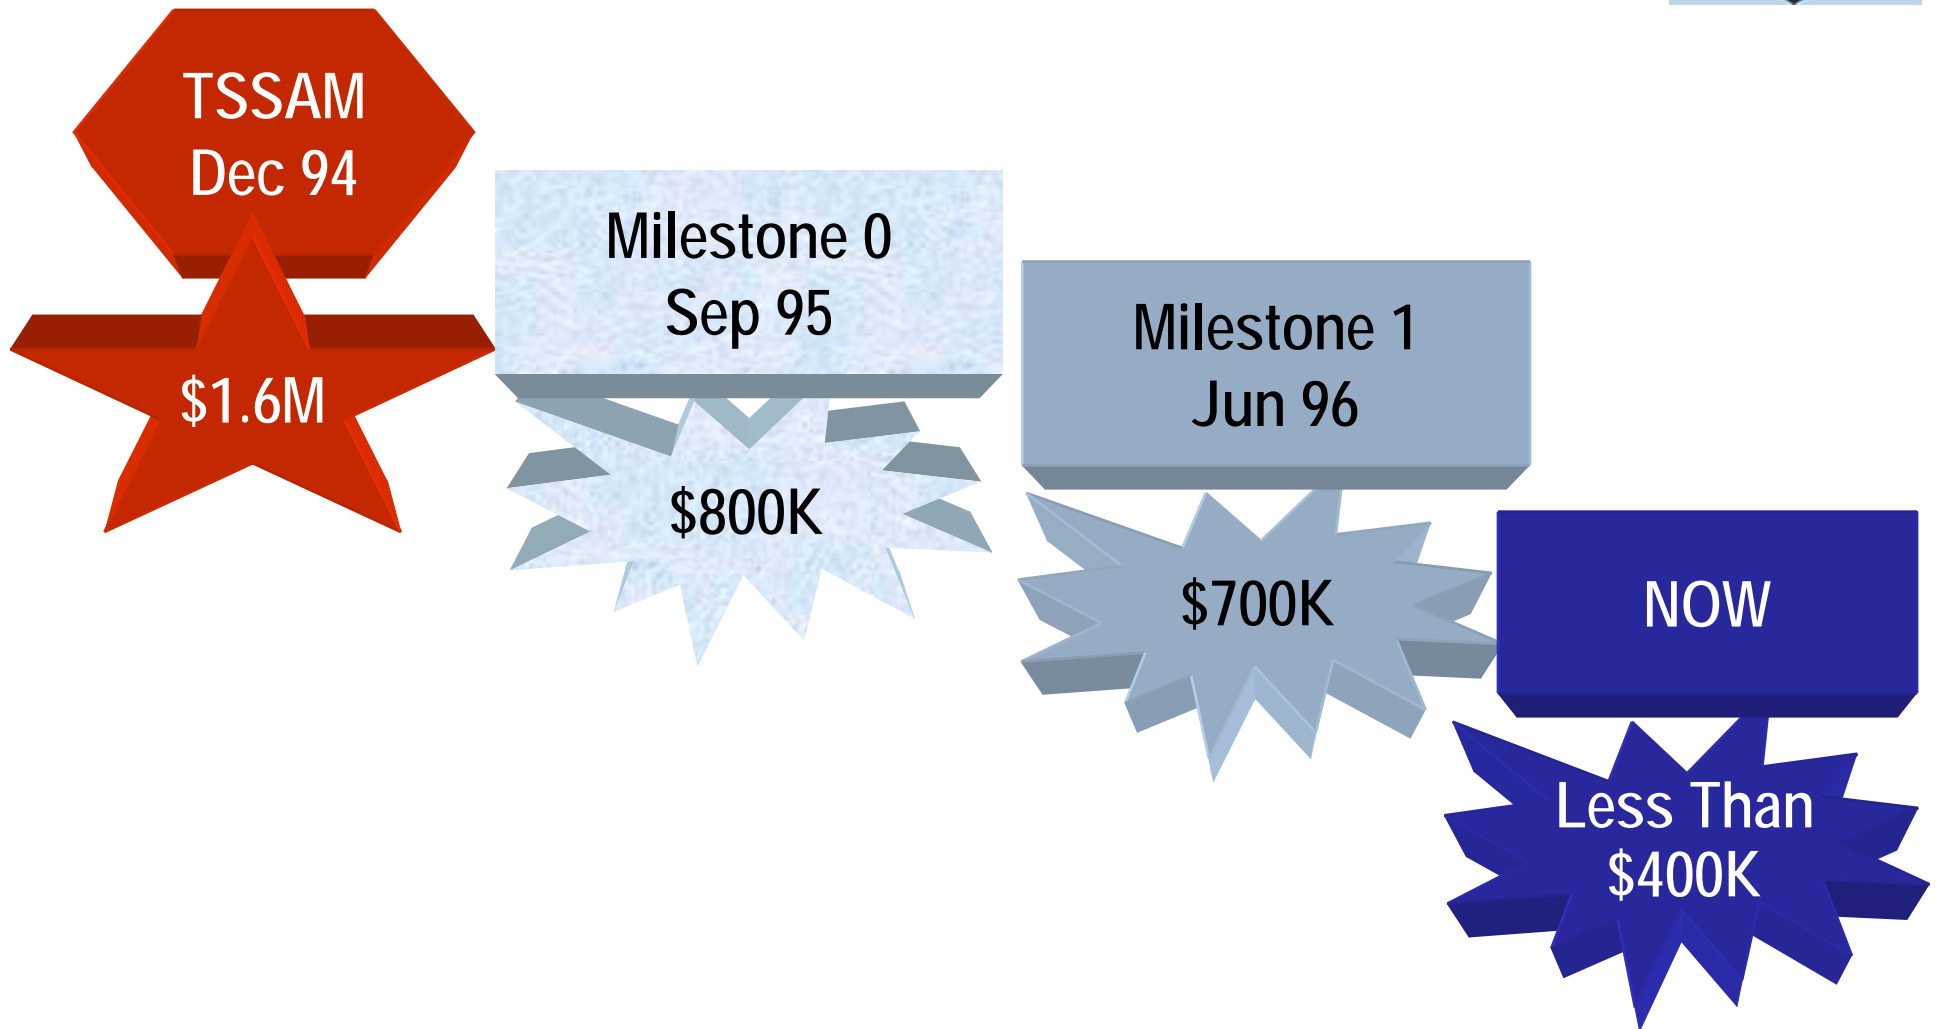 TSSAM
Dec 94
$1.6M
Milestone 0
Sep 95
$800K
Milestone 1
Jun 96
$700K
NOW
Less Than
$400K